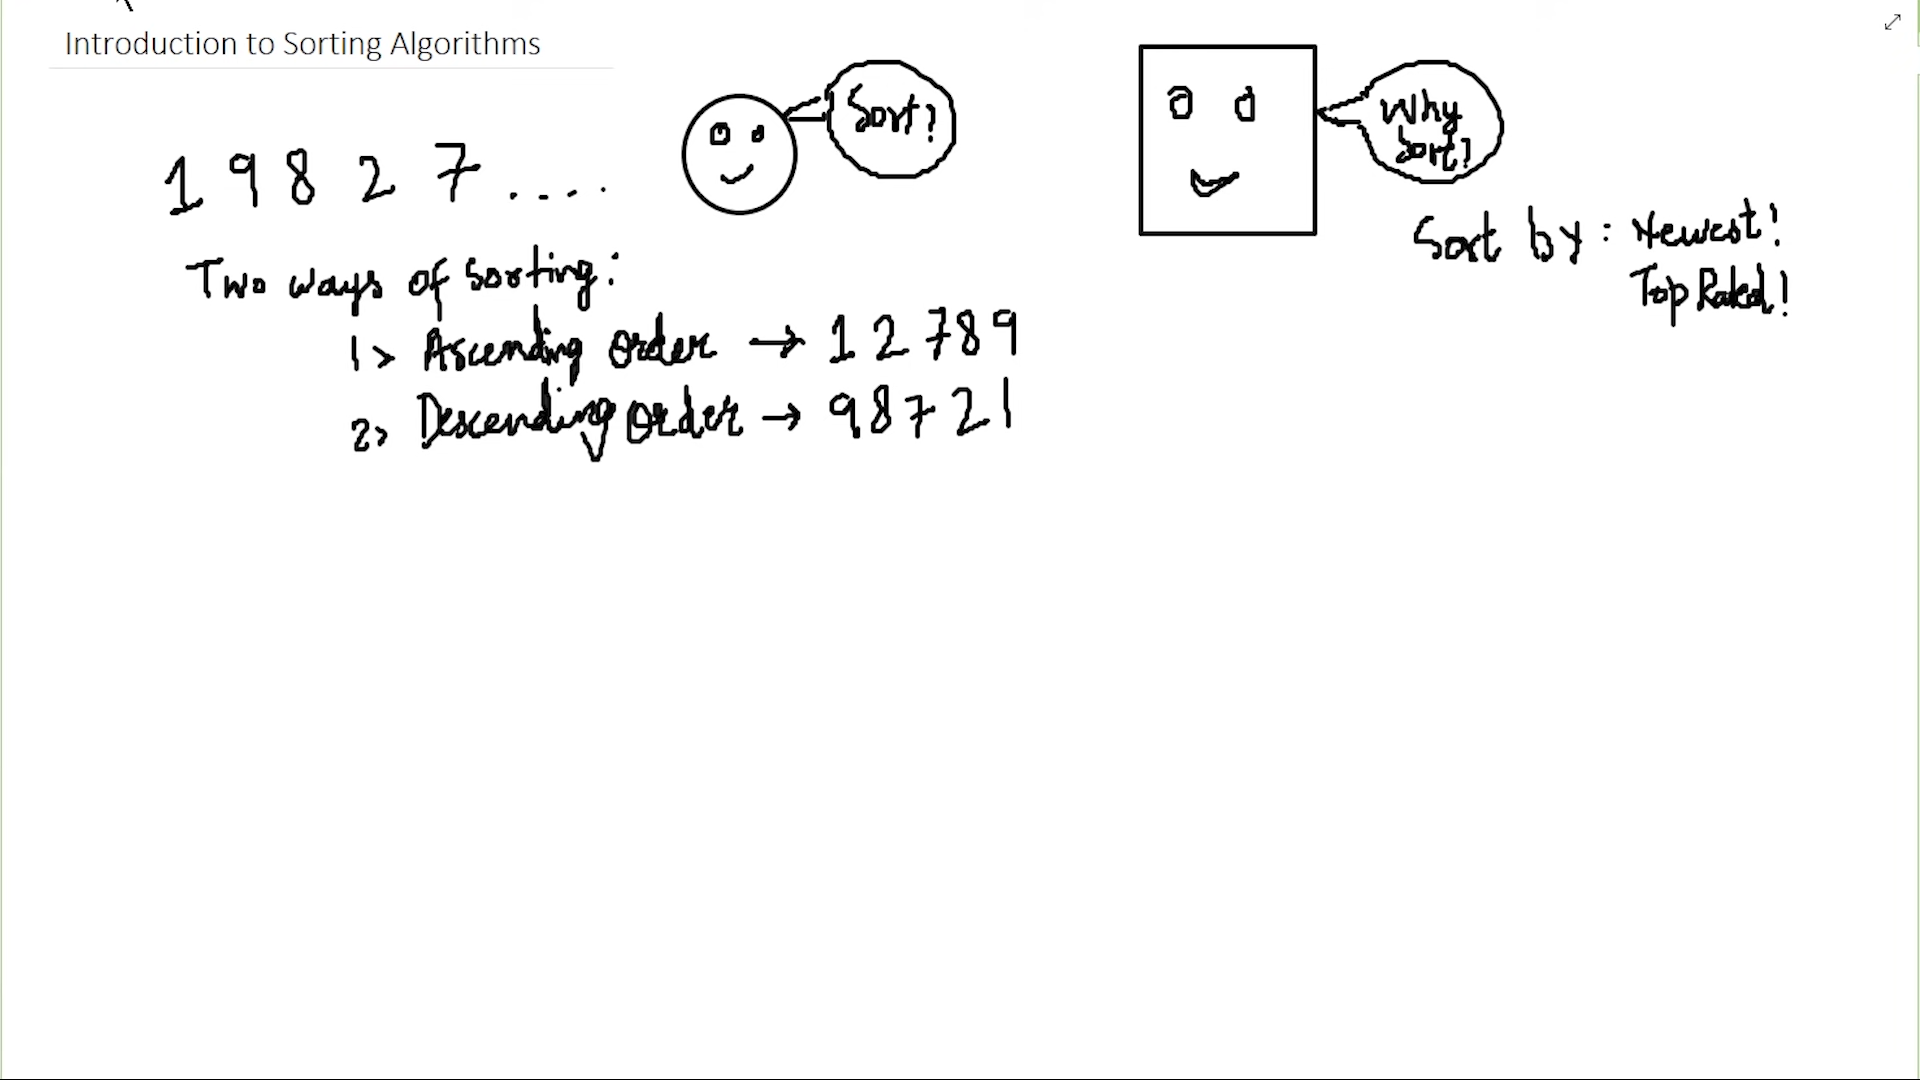 Introduction to Sorting Algorithms
Sort?
Why
Sort?
1 9 8 2 7 ....
Sort by : Newest!
Top Rated!
Two ways of Sorting:
1> Ascending Order → 1 2 7 8 9
2> Descending Order → 9 8 7 2 1